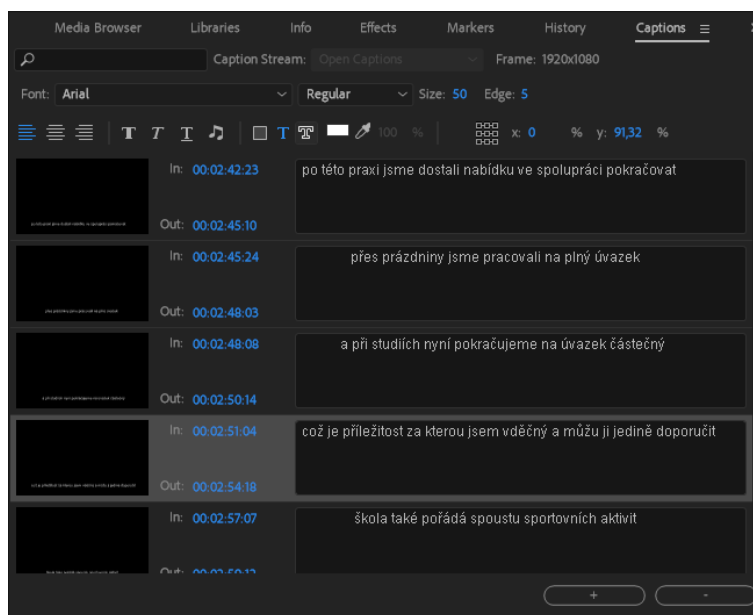 Media Browser Libraries Info Effects Markers History Captions
Caption Stream: Open Captions Frame: 1920x1080
Font: Arial Regular Size: 50 Edge: 5
T T T T T 100 % x: 0 % y: 91,32 %
In: 00:02:42:23 po této praxi jsme dostali nabídku ve spolupráci pokračovat
Out: 00:02:45:10
In: 00:02:45:24 přes prázdniny jsme pracovali na plný úvazek
Out: 00:02:48:03
In: 00:02:48:08 a při studiích nyní pokračujeme na úvazek částečný
Out: 00:02:50:14
In: 00:02:51:04 což je příležitost za kterou jsem vděčný a můžu ji jedině doporučit
Out: 00:02:54:18
In: 00:02:57:07 škola také pořádá spoustu sportovních aktivit
Out:
+ -